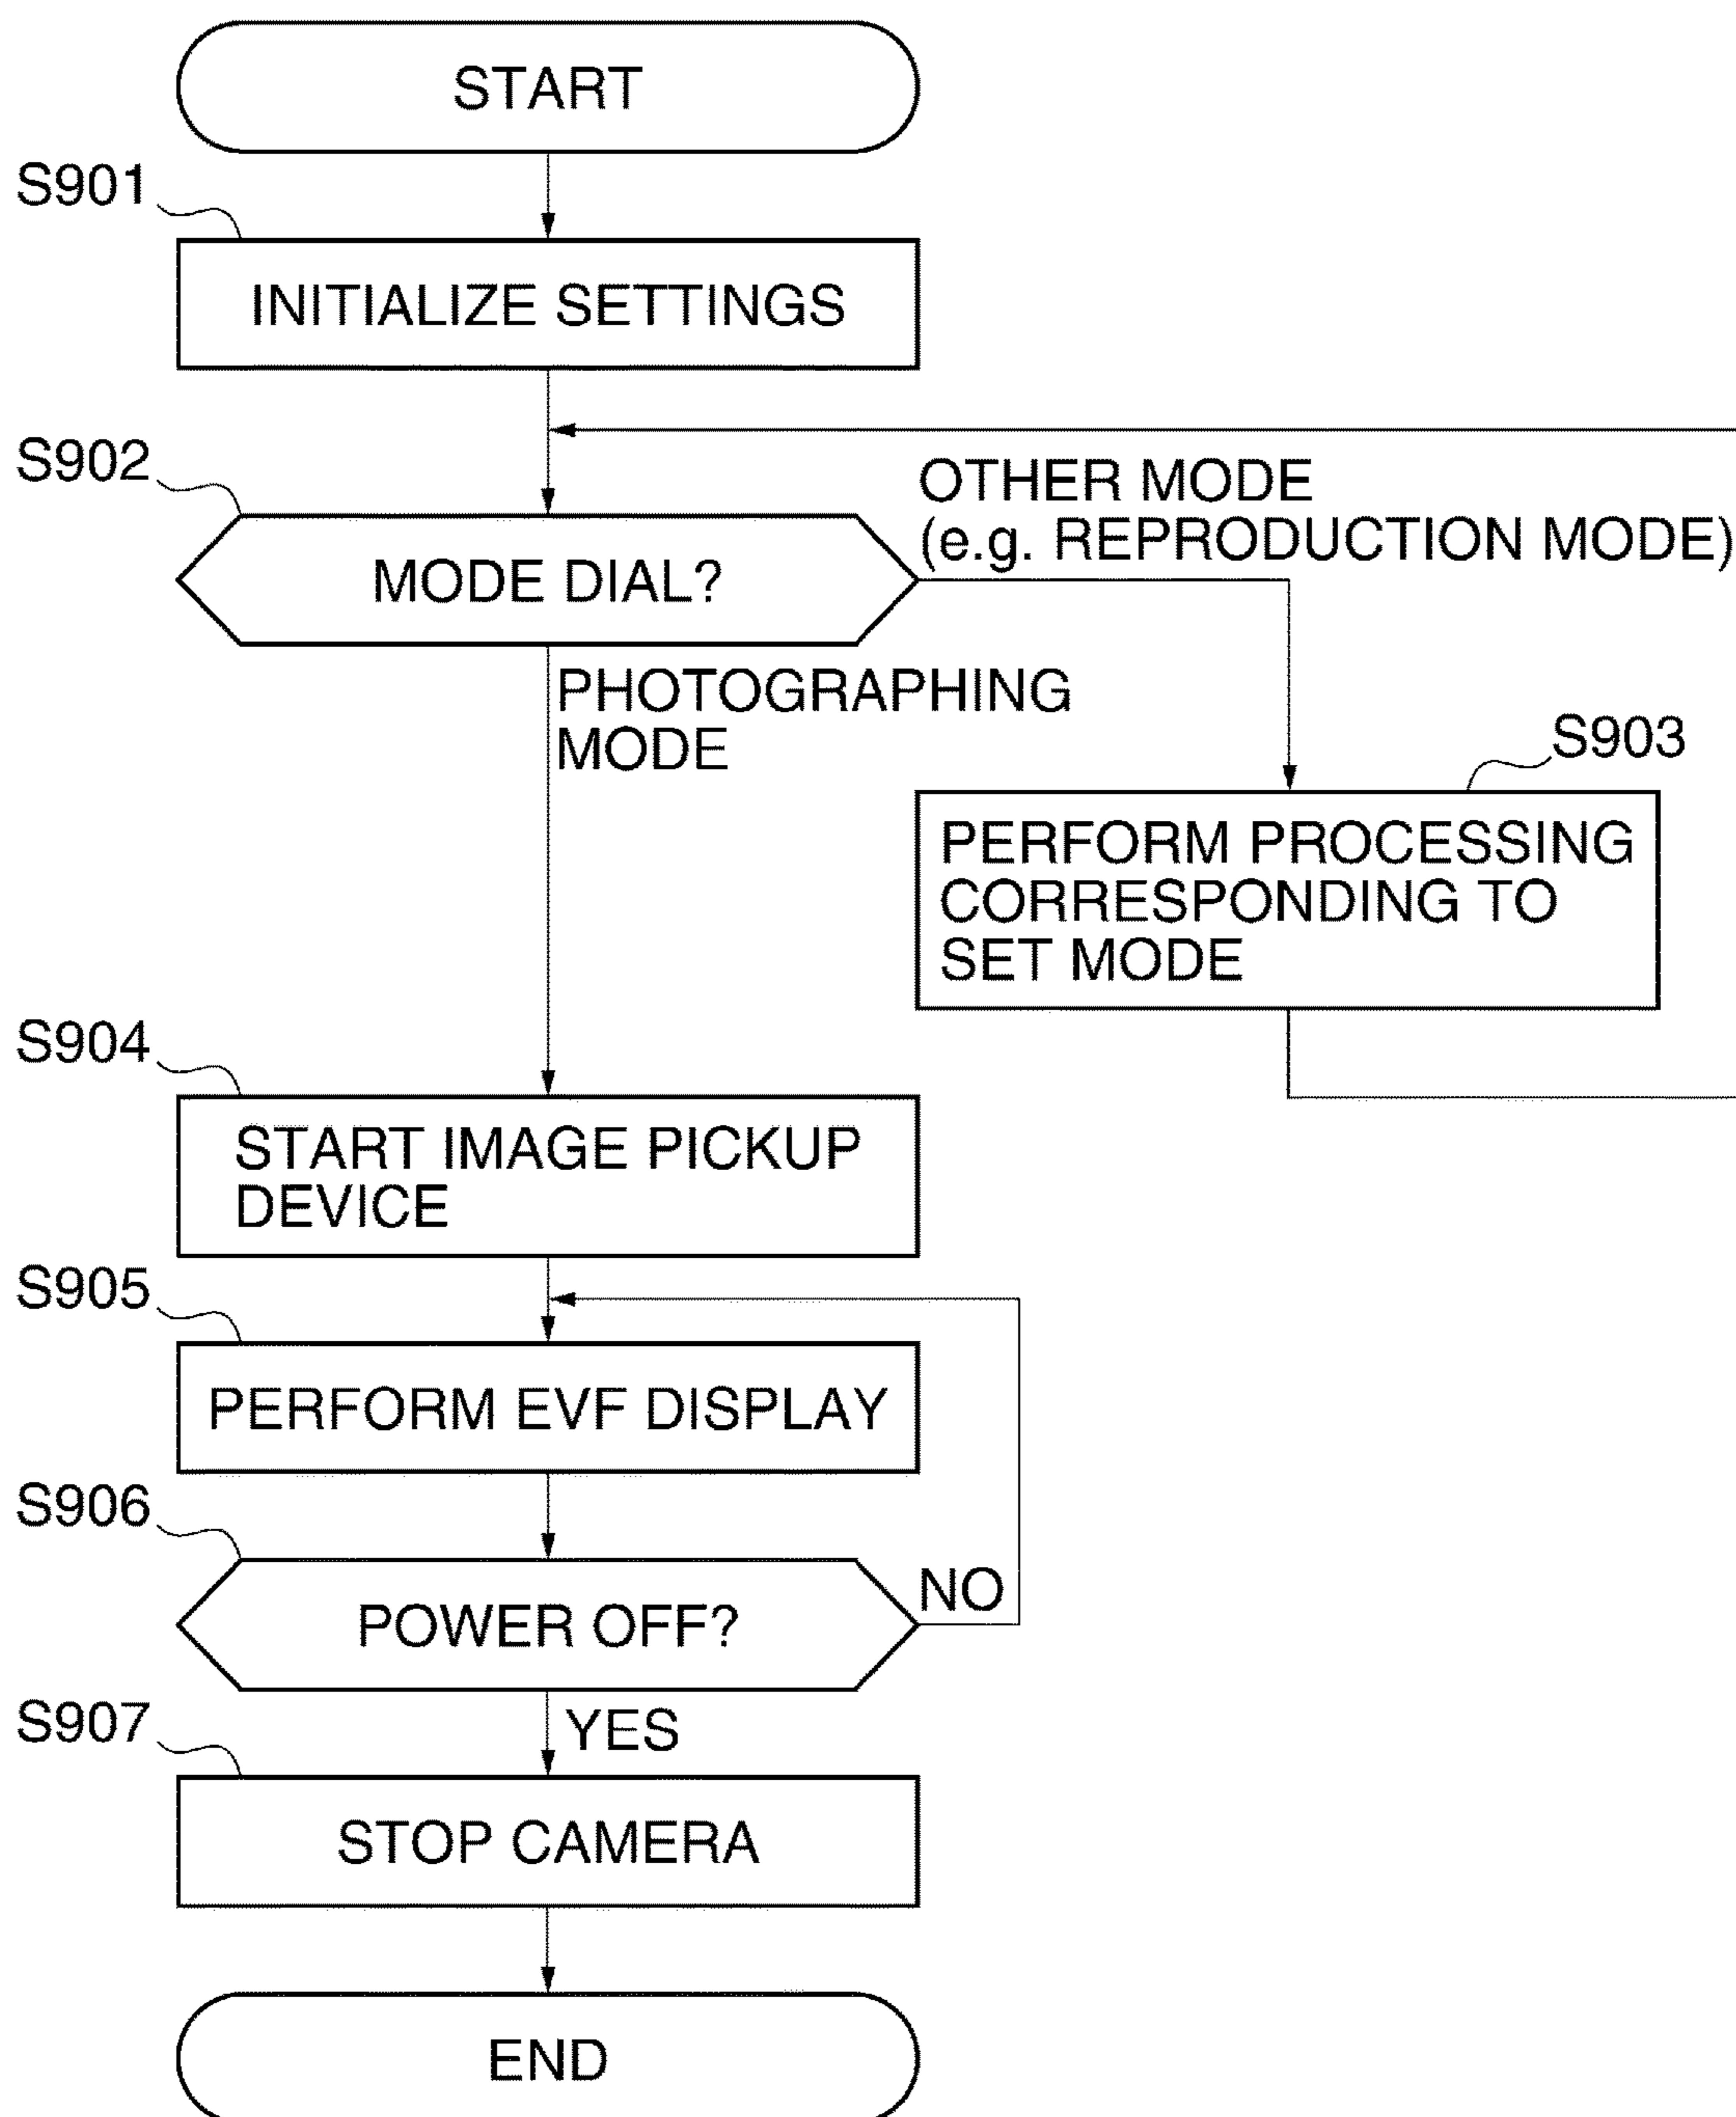 START
S901
INITIALIZE SETTINGS
S902
OTHER MODE
(e.g. REPRODUCTION MODE)
MODE DIAL?
PHOTOGRAPHING
MODE
S903
PERFORM PROCESSING
CORRESPONDING TO
SET MODE
S904
START IMAGE PICKUP
DEVICE
S905
PERFORM EVF DISPLAY
S906
NO
POWER OFF?
S907
YES
STOP CAMERA
END